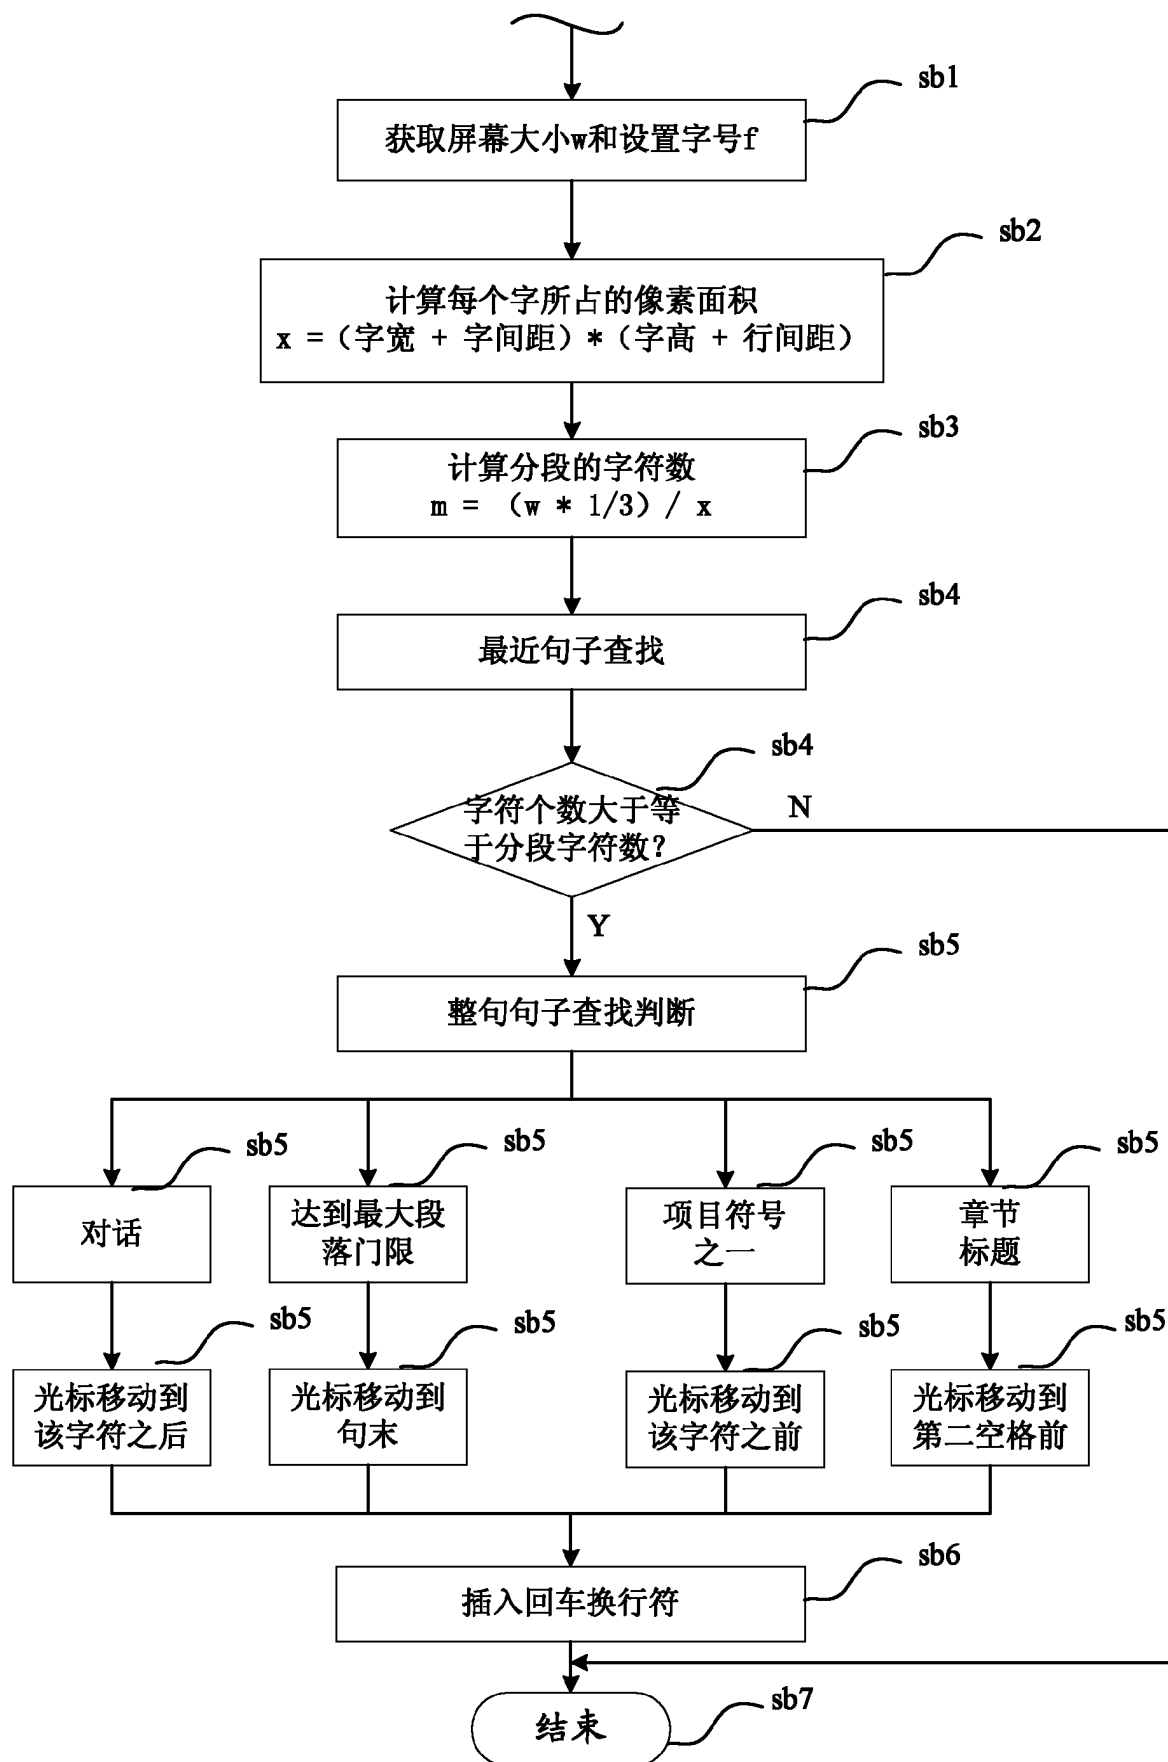 sb1
获取屏幕大小w和设置字号f
sb2
计算每个字所占的像素面积
x =（字宽 + 字间距）*（字高 + 行间距）
sb3
计算分段的字符数
m = （w * 1/3）/ x
sb4
最近句子查找
sb4
字符个数大于等
于分段字符数？
N
Y
sb5
整句句子查找判断
sb5
对话
sb5
达到最大段
落门限
sb5
项目符号
之一
sb5
章节
标题
sb5
光标移动到
该字符之后
sb5
光标移动到
句末
sb5
光标移动到
该字符之前
sb5
光标移动到
第二空格前
sb6
插入回车换行符
sb7
结束